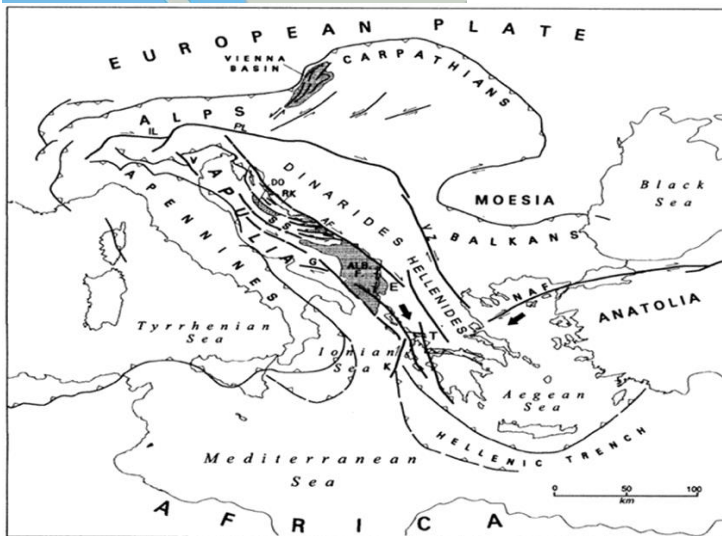 EUROPEAN PLATE
VIENNA
BASIN
CARPATHIANS
ALPS
IL
PL
V
DO
RK
DINARIDES
MOESIA
Black
Sea
APENNINES
APULIA
SS
AF
VZ
BALKANS
G
ALB
E
HELLENIDES
NAF
ANATOLIA
Tyrrhenian
Sea
Ionian
Sea
T
K
Aegean
Sea
HELLENIC TRENCH
Mediterranean
Sea
0 50 100
km
AFRICA